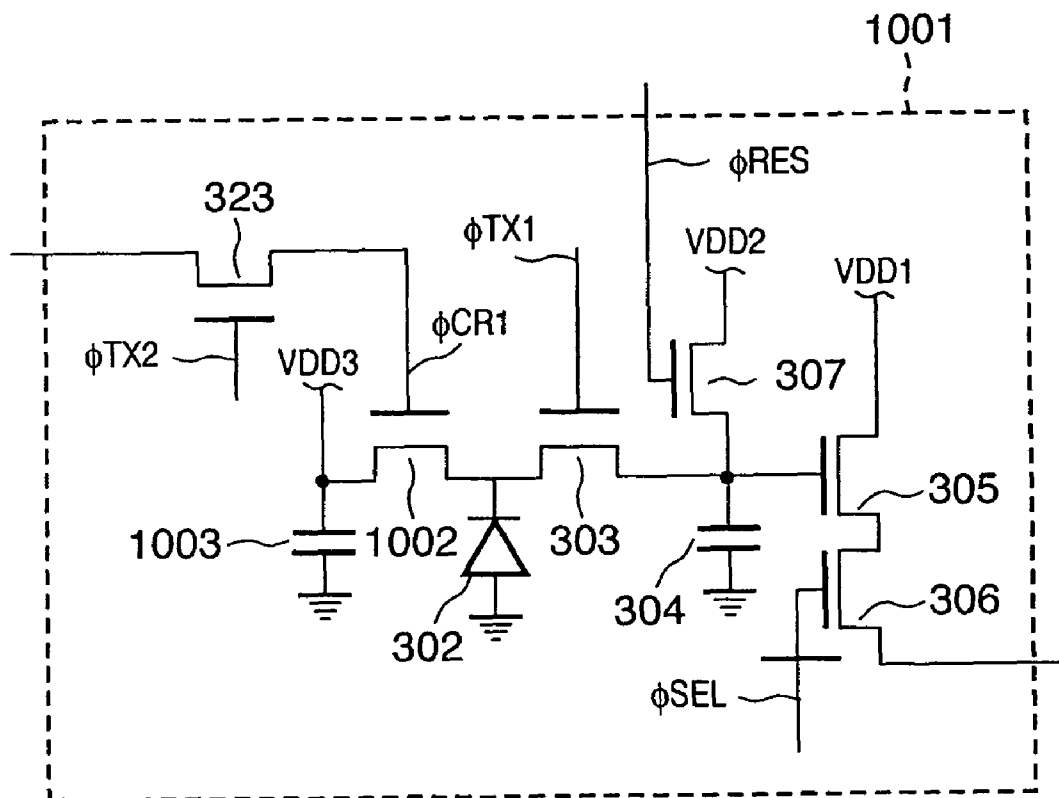 1001
φRES
323
φTX1
VDD2
VDD1
φCR1
φTX2
VDD3
307
305
1003
1002
303
304
306
302
φSEL